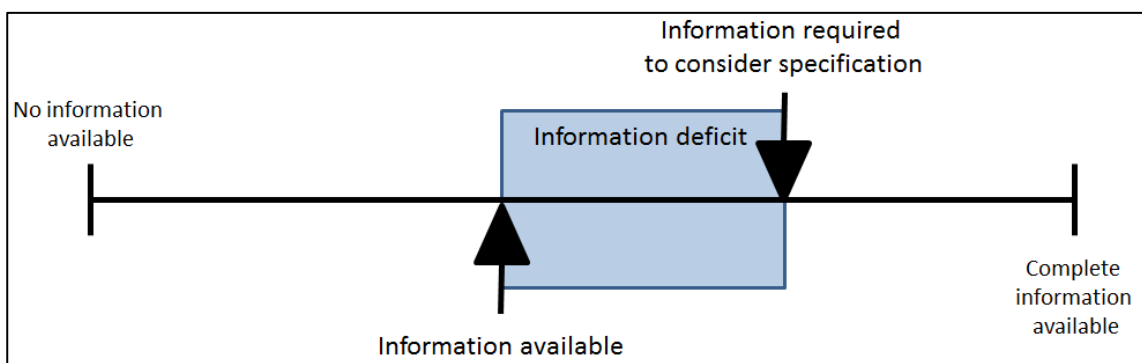 Information required
to consider specification
No information
available
Information deficit
Information available
Complete
information
available